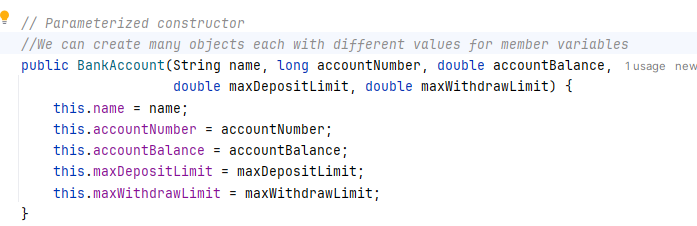 // Parameterized constructor
//We can create many objects each with different values for member variables
public BankAccount(String name, long accountNumber, double accountBalance, 1 usage new
double maxDepositLimit, double maxWithdrawLimit) {
this.name = name;
this.accountNumber = accountNumber;
this.accountBalance = accountBalance;
this.maxDepositLimit = maxDepositLimit;
this.maxWithdrawLimit = maxWithdrawLimit;
}